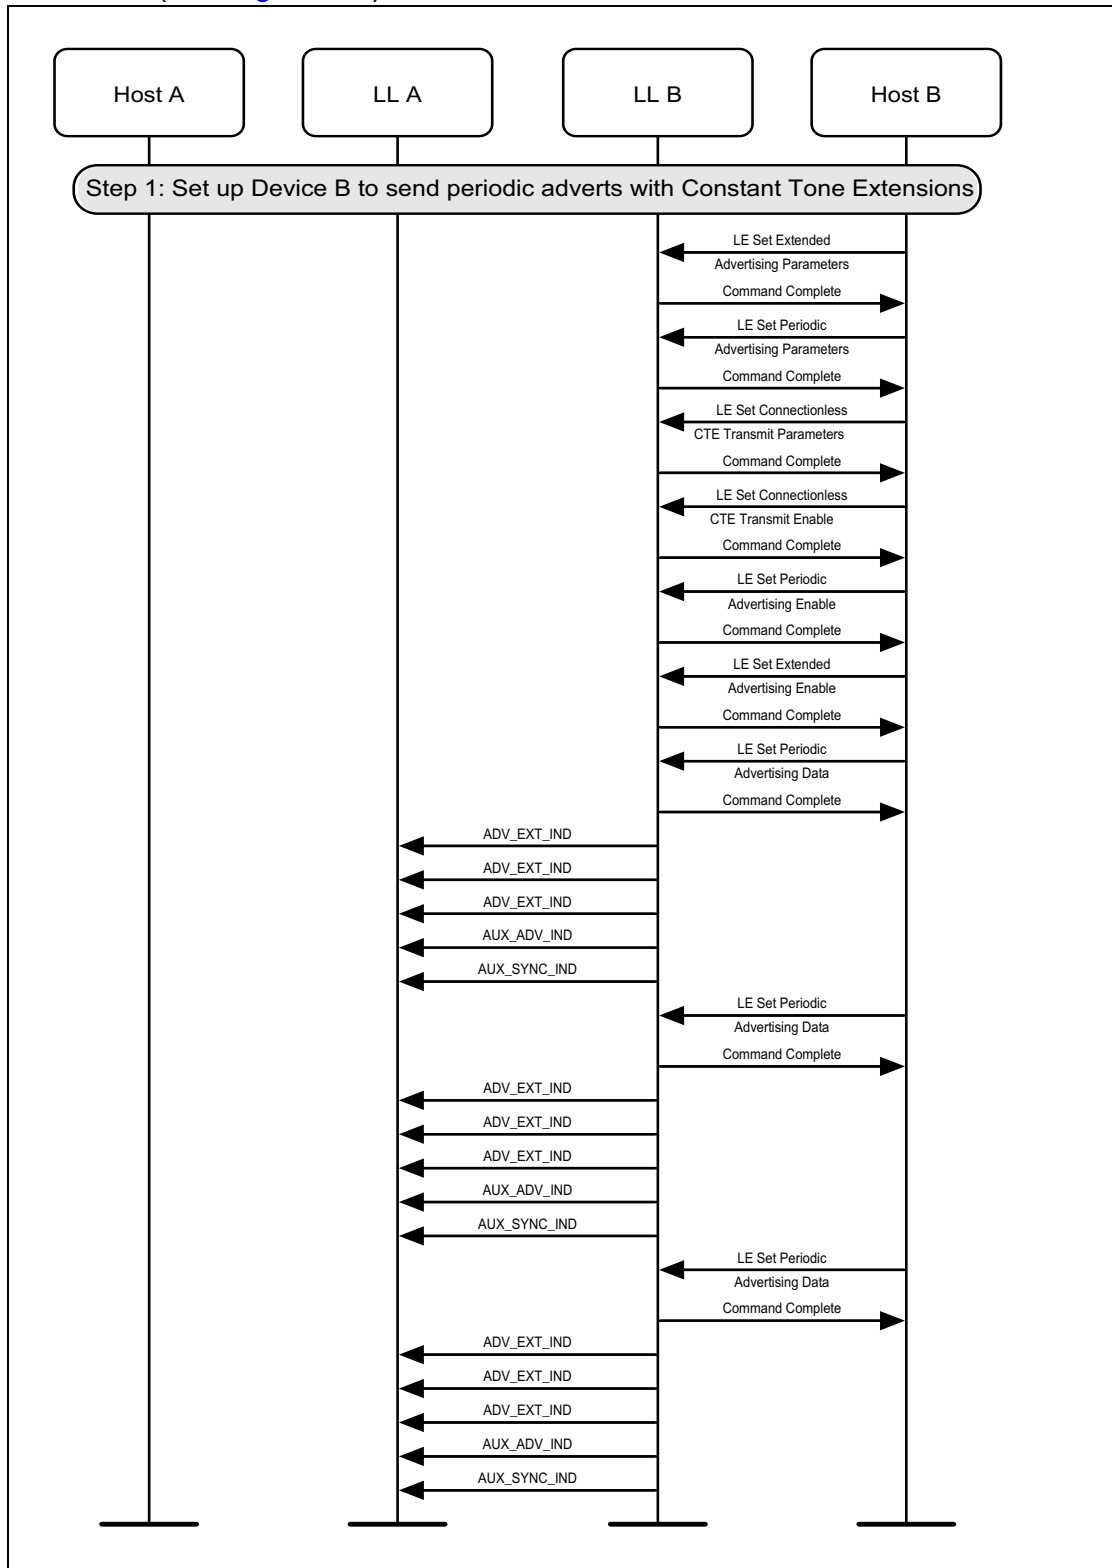 Host A
LL A
LL B
Host B
Step 1: Set up Device B to send periodic adverts with Constant Tone Extensions
LE Set Extended
Advertising Parameters
Command Complete
LE Set Periodic
Advertising Parameters
Command Complete
LE Set Connectionless
CTE Transmit Parameters
Command Complete
LE Set Connectionless
CTE Transmit Enable
Command Complete
LE Set Periodic
Advertising Enable
Command Complete
LE Set Extended
Advertising Enable
Command Complete
LE Set Periodic
Advertising Data
Command Complete
ADV_EXT_IND
ADV_EXT_IND
ADV_EXT_IND
AUX_ADV_IND
AUX_SYNC_IND
LE Set Periodic
Advertising Data
Command Complete
ADV_EXT_IND
ADV_EXT_IND
ADV_EXT_IND
AUX_ADV_IND
AUX_SYNC_IND
LE Set Periodic
Advertising Data
Command Complete
ADV_EXT_IND
ADV_EXT_IND
ADV_EXT_IND
AUX_ADV_IND
AUX_SYNC_IND